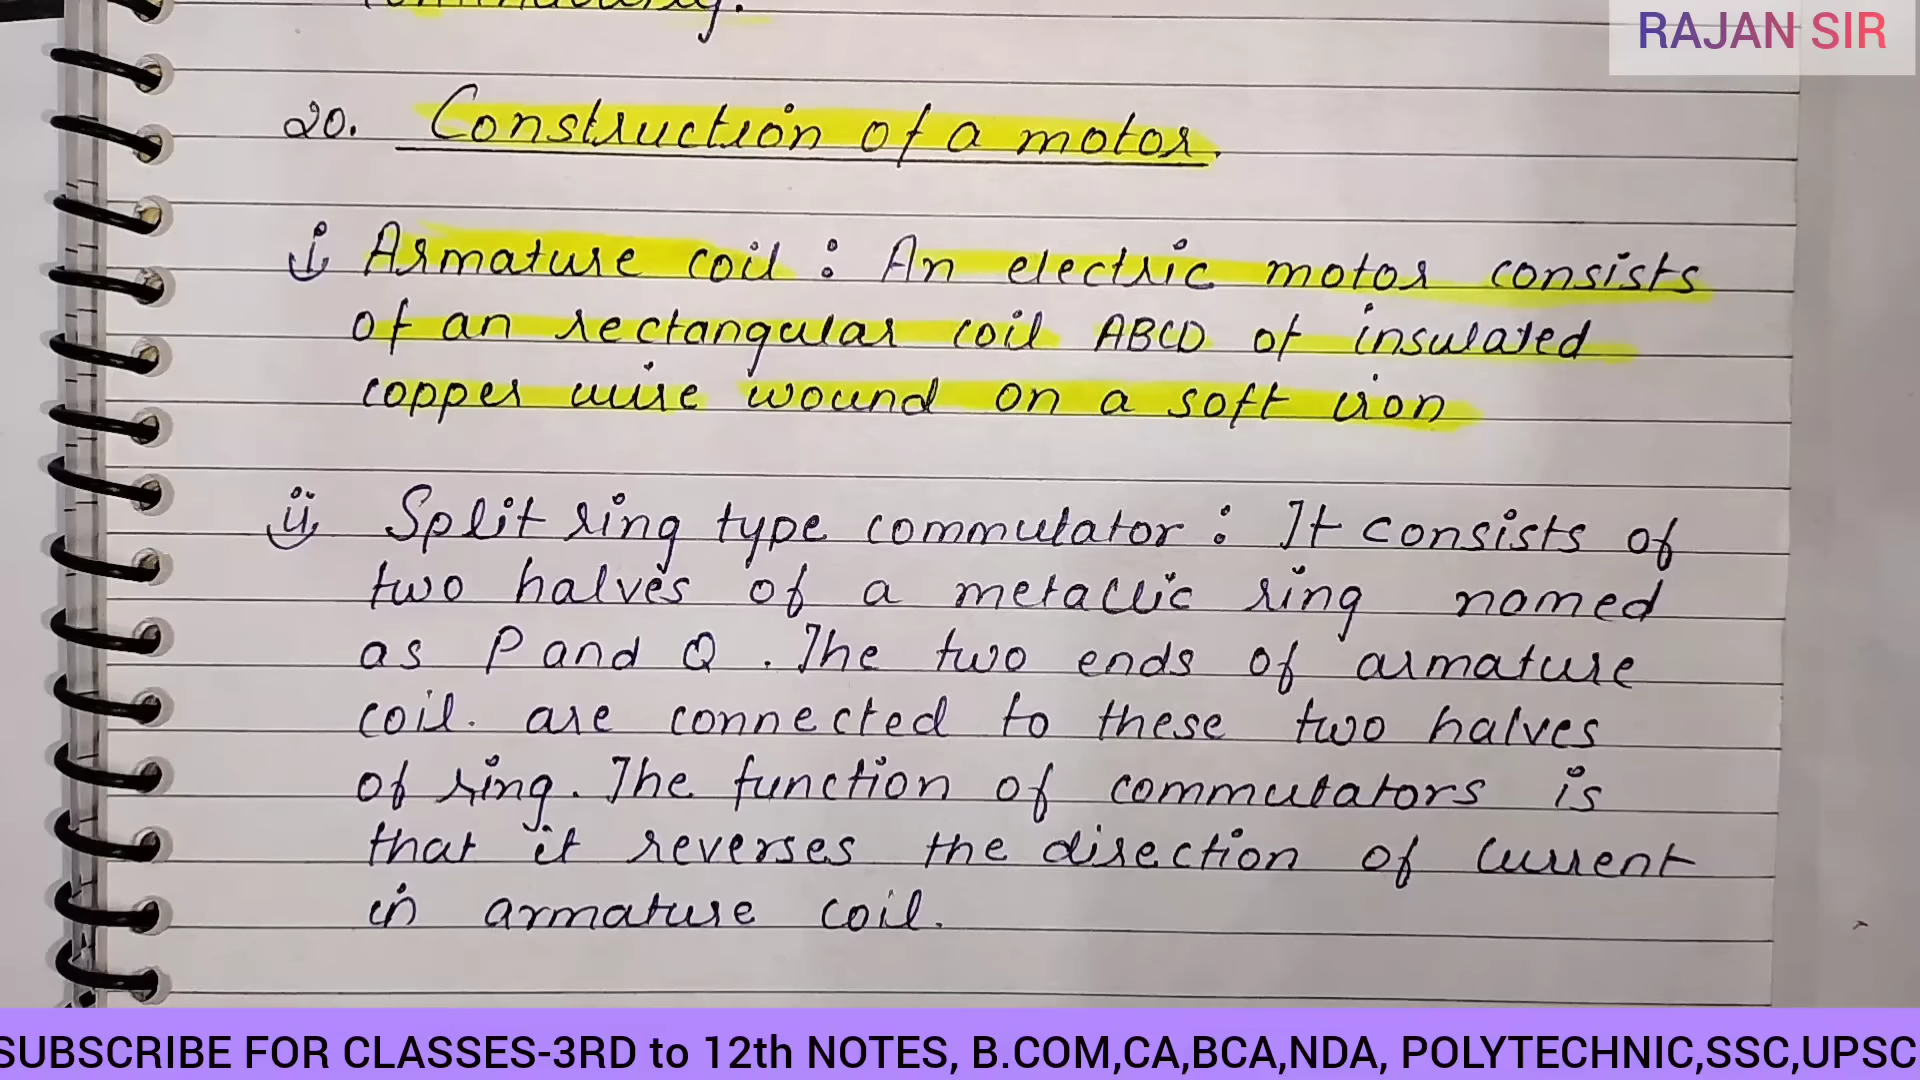 RAJAN SIR
20. Construction of a motor.
i) Armature coil : An electric motor consists
of an rectangular coil ABCD of insulated
copper wire wound on a soft iron
ii) Split ring type commutator : It consists of
two halves of a metallic ring named
as P and Q . The two ends of armature
coil. are connected to these two halves
of ring. The function of commutators is
that it reverses the direction of current
in armature coil.
SUBSCRIBE FOR CLASSES-3RD to 12th NOTES, B.COM,CA,BCA,NDA, POLYTECHNIC,SSC,UPSC